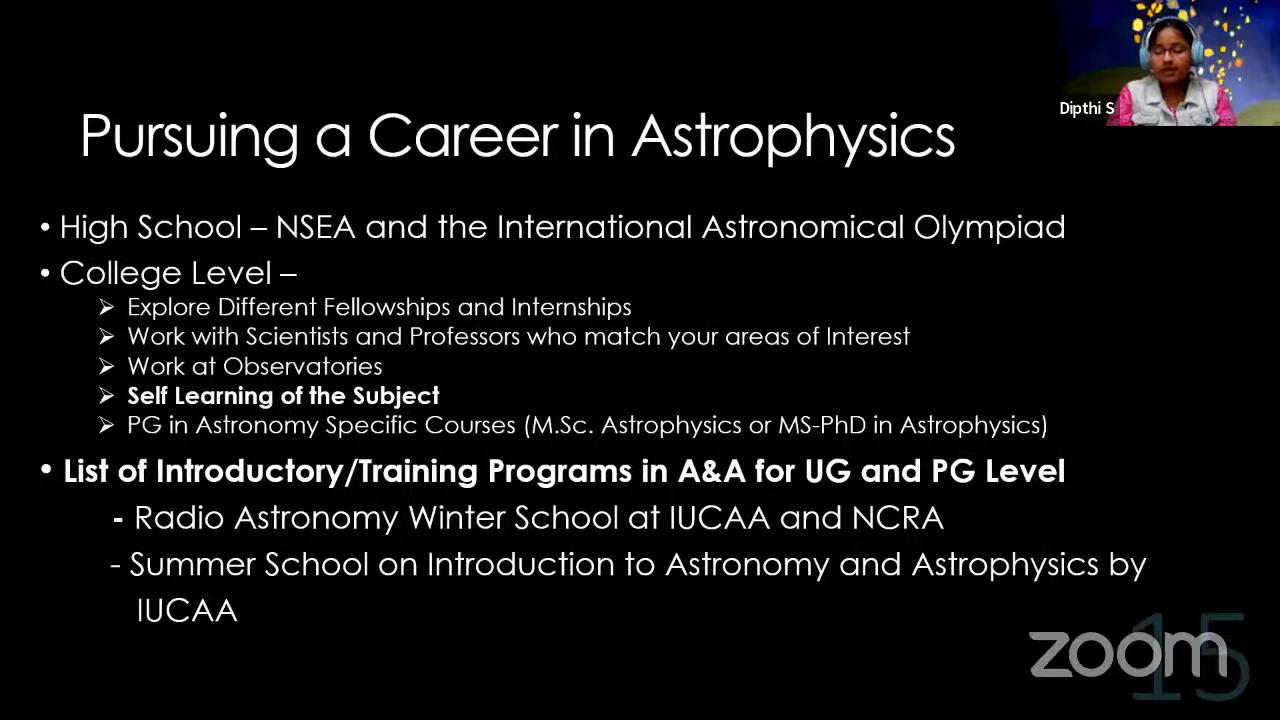 Dipthi S
Pursuing a Career in Astrophysics
• High School – NSEA and the International Astronomical Olympiad
• College Level –
➢ Explore Different Fellowships and Internships
➢ Work with Scientists and Professors who match your areas of Interest
➢ Work at Observatories
➢ Self Learning of the Subject
➢ PG in Astronomy Specific Courses (M.Sc. Astrophysics or MS-PhD in Astrophysics)
• List of Introductory/Training Programs in A&A for UG and PG Level
- Radio Astronomy Winter School at IUCAA and NCRA
- Summer School on Introduction to Astronomy and Astrophysics by
IUCAA
zoom
15